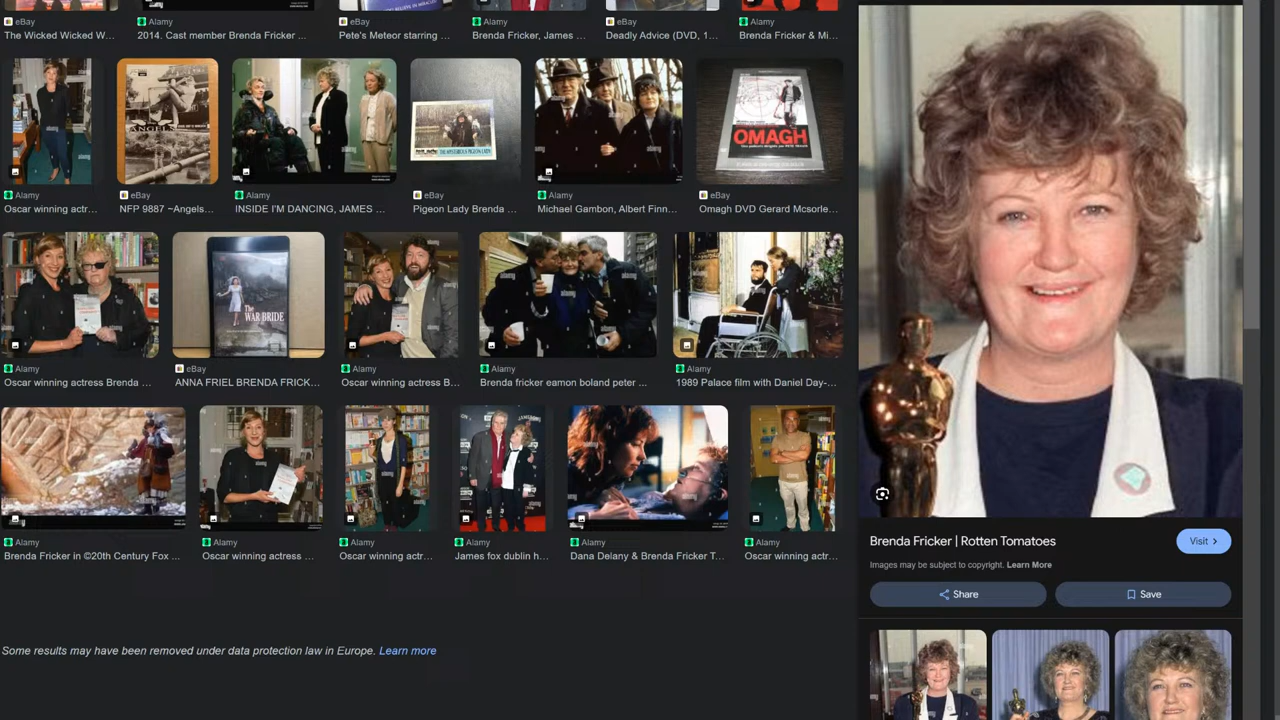 eBay
Alamy
eBay
Alamy
eBay
Alamy
The Wicked Wicked W...
2014. Cast member Brenda Fricker ...
Pete's Meteor starring ...
Brenda Fricker, James ...
Deadly Advice (DVD, 1...
Brenda Fricker & Mi...
ANGELS
OMAGH
Alamy
eBay
Alamy
eBay
Alamy
eBay
Oscar winning actr...
NFP 9887 ~Angels...
INSIDE I'M DANCING, JAMES ...
Pigeon Lady Brenda ...
Michael Gambon, Albert Finn...
Omagh DVD Gerard Mcsorle...
The
WAR BRIDE
Alamy
eBay
Alamy
Alamy
Alamy
Oscar winning actress Brenda ...
ANNA FRIEL BRENDA FRICK...
Oscar winning actress B...
Brenda fricker eamon boland peter ...
1989 Palace film with Daniel Day-...
Alamy
Alamy
Alamy
Alamy
Alamy
Alamy
Brenda Fricker in ©20th Century Fox ...
Oscar winning actress ...
Oscar winning actr...
James fox dublin h...
Dana Delany & Brenda Fricker T...
Oscar winning actr...
Some results may have been removed under data protection law in Europe. Learn more
Brenda Fricker | Rotten Tomatoes
Visit >
Images may be subject to copyright. Learn More
Share
Save